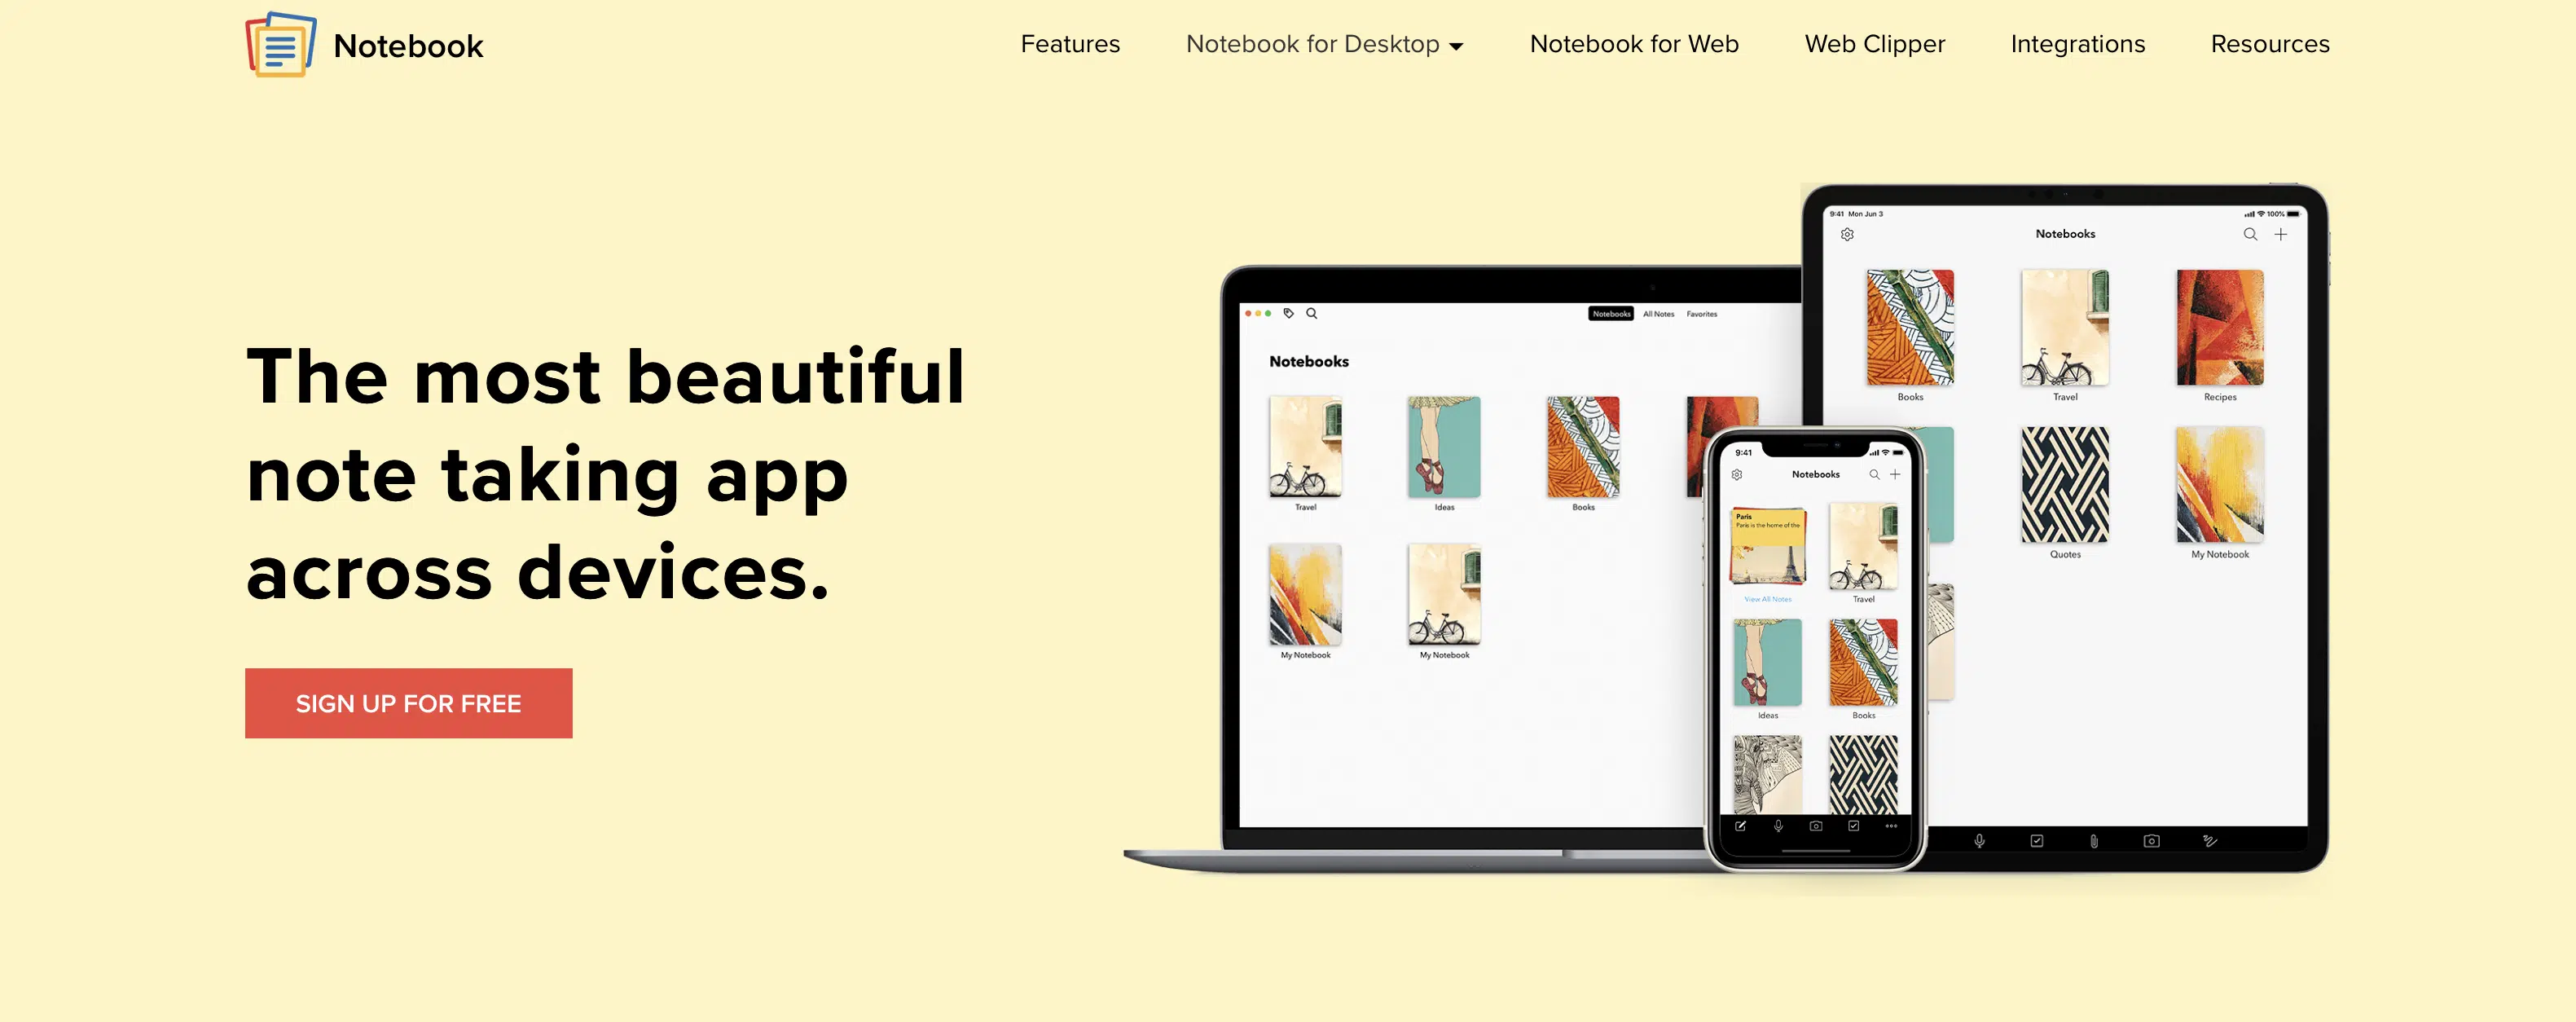 Notebook
Features
Notebook for Desktop
Notebook for Web
Web Clipper
Integrations
Resources
The most beautiful
note taking app
across devices.
SIGN UP FOR FREE
Notebooks All Notes Favorites
Notebooks
Travel Ideas Books
My Notebook My Notebook
9:41 Mon Jun 3 100%
Notebooks
Books Travel Recipes
Quotes My Notebook
9:41
Notebooks
Paris
Paris is the home of the
View All Notes Travel
Ideas Books